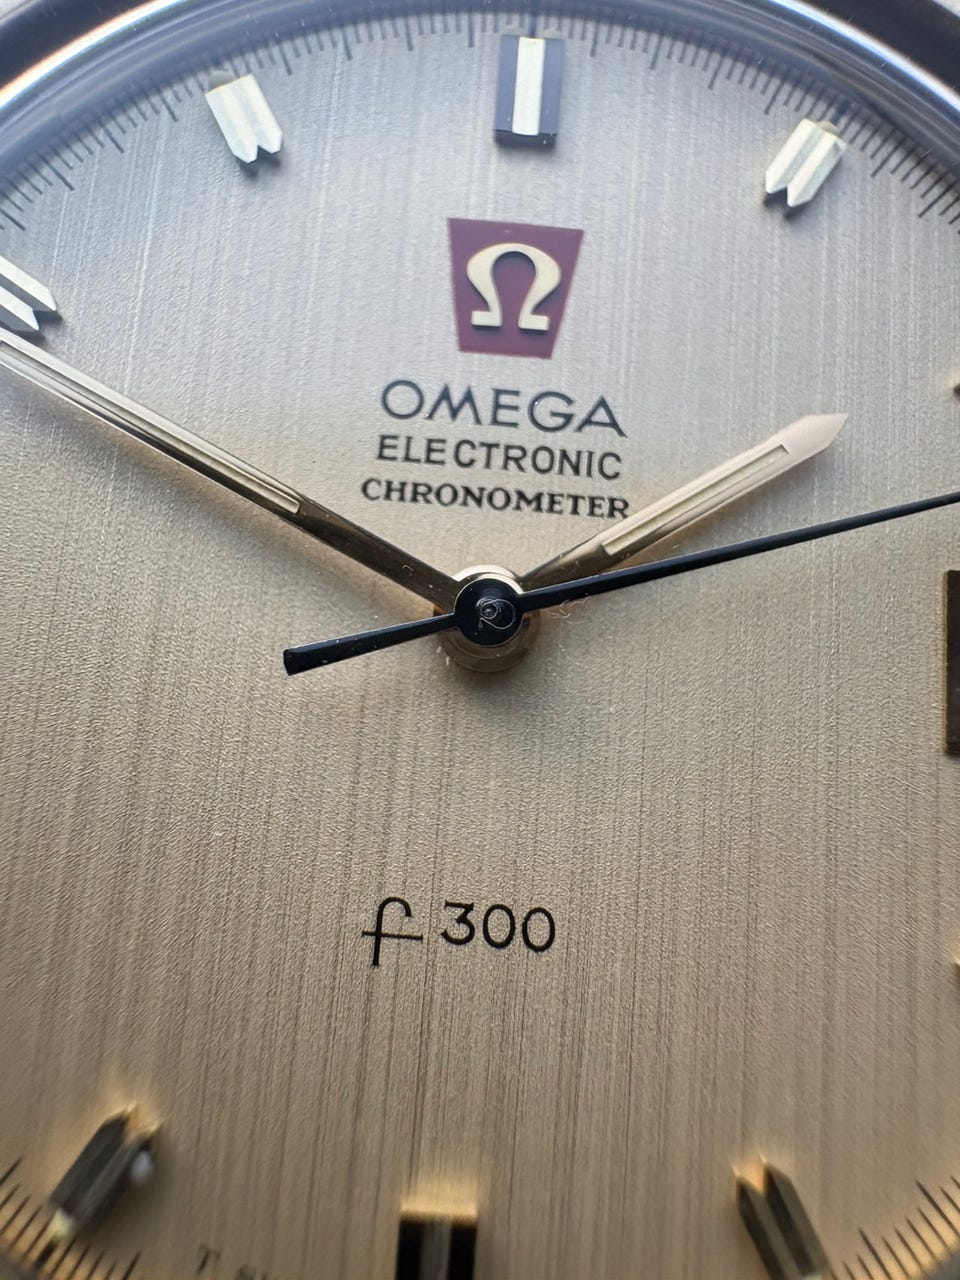 Ω
OMEGA
ELECTRONIC
CHRONOMETER
f300